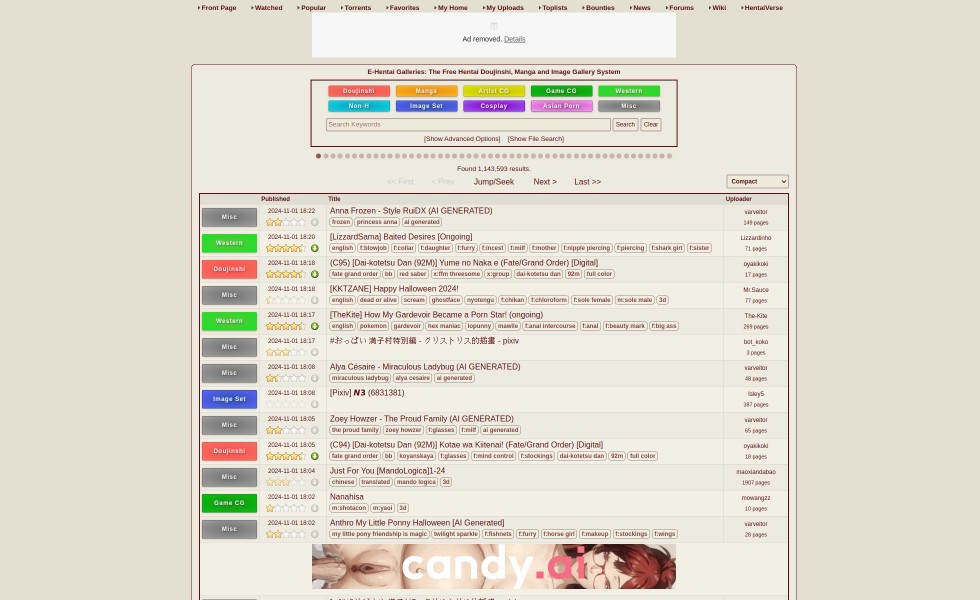 Front Page Watched Popular Torrents Favorites My Home My Uploads Toplists Bounties News Forums Wiki HentaiVerse
Ad removed. Details
E-Hentai Galleries: The Free Hentai Doujinshi, Manga and Image Gallery System
Doujinshi Manga Artist CG Game CG Western
Non-H Image Set Cosplay Asian Porn Misc
Search Keywords Search Clear
[Show Advanced Options] [Show File Search]
Found 1,143,593 results.
<< First < Prev Jump/Seek Next > Last >> Compact
Published Title Uploader
Misc 2024-11-01 18:22 Anna Frozen - Style RuiDX (AI GENERATED) varveitor
frozen princess anna ai generated 149 pages
Western 2024-11-01 18:20 [LizzardSama] Baited Desires [Ongoing] Lizzardinho
english f:blowjob f:collar f:daughter f:furry f:incest f:milf f:mother f:nipple piercing f:piercing f:shark girl f:sister 71 pages
Doujinshi 2024-11-01 18:18 (C95) [Dai-kotetsu Dan (92M)] Yume no Naka e (Fate/Grand Order) [Digital] oyakikoki
fate grand order bb red saber x:ffm threesome x:group dai-kotetsu dan 92m full color 17 pages
Misc 2024-11-01 18:18 [KKTZANE] Happy Halloween 2024! Mr.Sauce
english dead or alive scream ghostface nyotengu f:chikan f:chloroform f:sole female m:sole male 3d 77 pages
Western 2024-11-01 18:17 [TheKite] How My Gardevoir Became a Porn Star! (ongoing) The-Kite
english pokemon gardevoir hex maniac lopunny mawile f:anal intercourse f:anal f:beauty mark f:big ass 269 pages
Misc 2024-11-01 18:17 #おっぱい 満子村特別編 - クリストリス的插畫 - pixiv bot_koko
3 pages
Misc 2024-11-01 18:08 Alya Césaire - Miraculous Ladybug (AI GENERATED) varveitor
miraculous ladybug alya cesaire ai generated 48 pages
Image Set 2024-11-01 18:08 [Pixiv] N3 (6831381) Isley5
387 pages
Misc 2024-11-01 18:05 Zoey Howzer - The Proud Family (AI GENERATED) varveitor
the proud family zoey howzer f:glasses f:milf ai generated 65 pages
Doujinshi 2024-11-01 18:05 (C94) [Dai-kotetsu Dan (92M)] Kotae wa Kiitenai! (Fate/Grand Order) [Digital] oyakikoki
fate grand order bb koyanskaya f:glasses f:mind control f:stockings dai-kotetsu dan 92m full color 18 pages
Misc 2024-11-01 18:04 Just For You [MandoLogica]1-24 maoxiandabao
chinese translated mando logica 3d 1907 pages
Game CG 2024-11-01 18:02 Nanahisa mowangzz
m:shotacon m:yaoi 3d 10 pages
Misc 2024-11-01 18:02 Anthro My Little Ponny Halloween [AI Generated] varveitor
my little pony friendship is magic twilight sparkle f:fishnets f:furry f:horse girl f:makeup f:stockings f:wings 28 pages
candy.ai